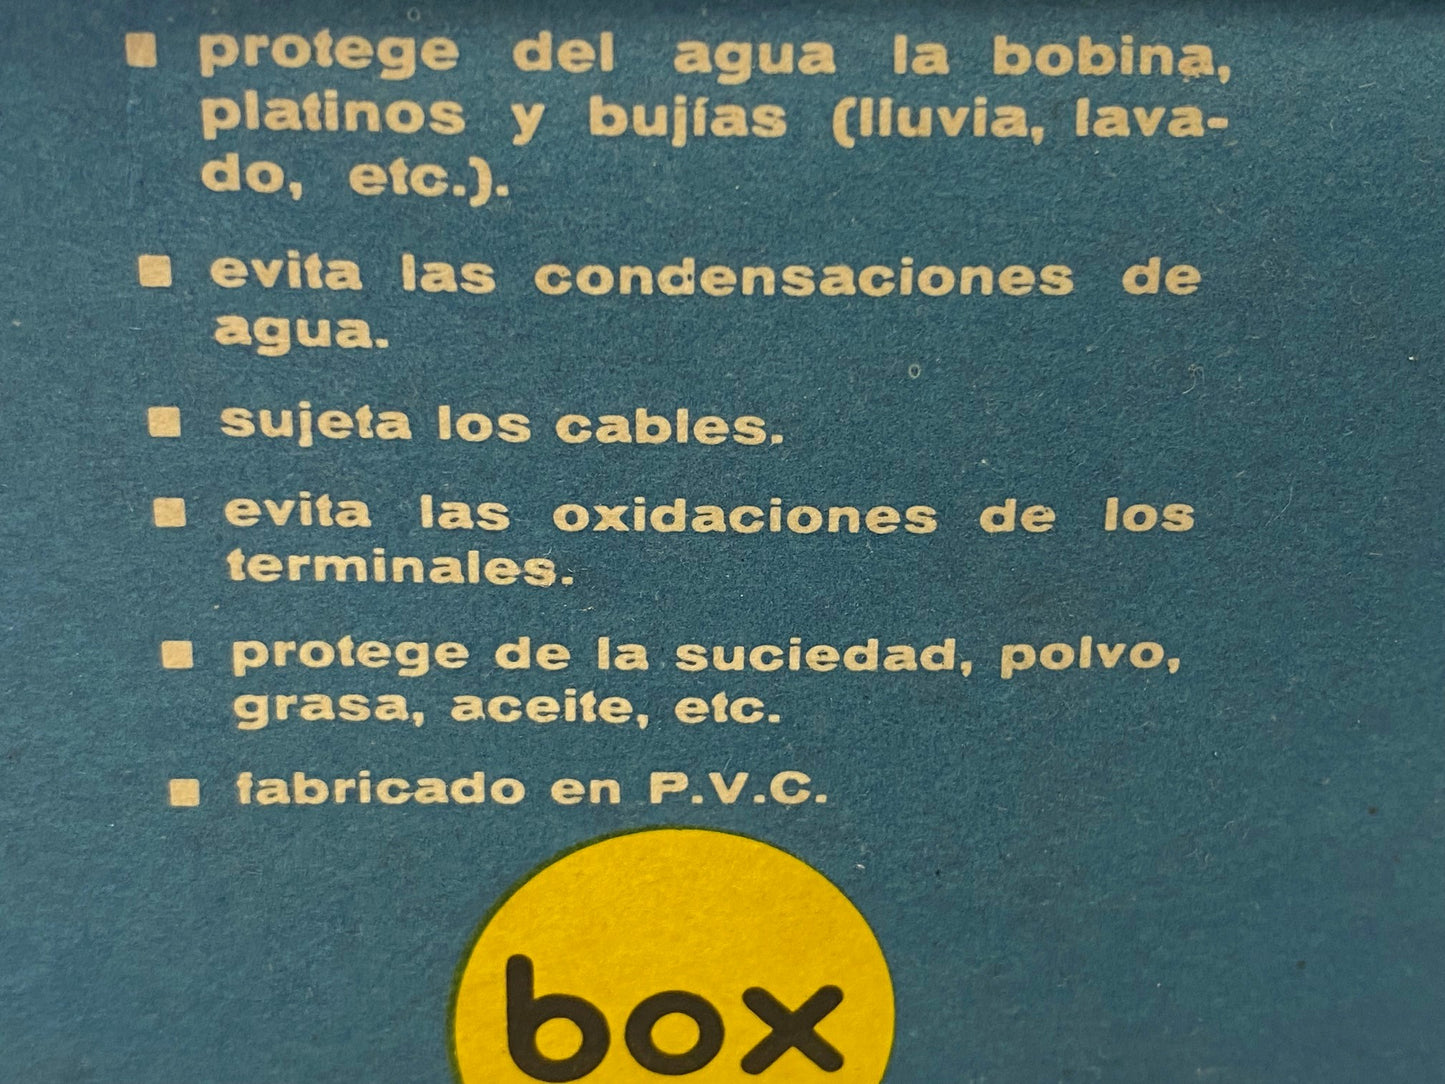 ■ protege del agua la bobina,
platinos y bujías (lluvia, lava-
do, etc.).
■ evita las condensaciones de
agua.
■ sujeta los cables.
■ evita las oxidaciones de los
terminales.
■ protege de la suciedad, polvo,
grasa, aceite, etc.
■ fabricado en P.V.C.
box